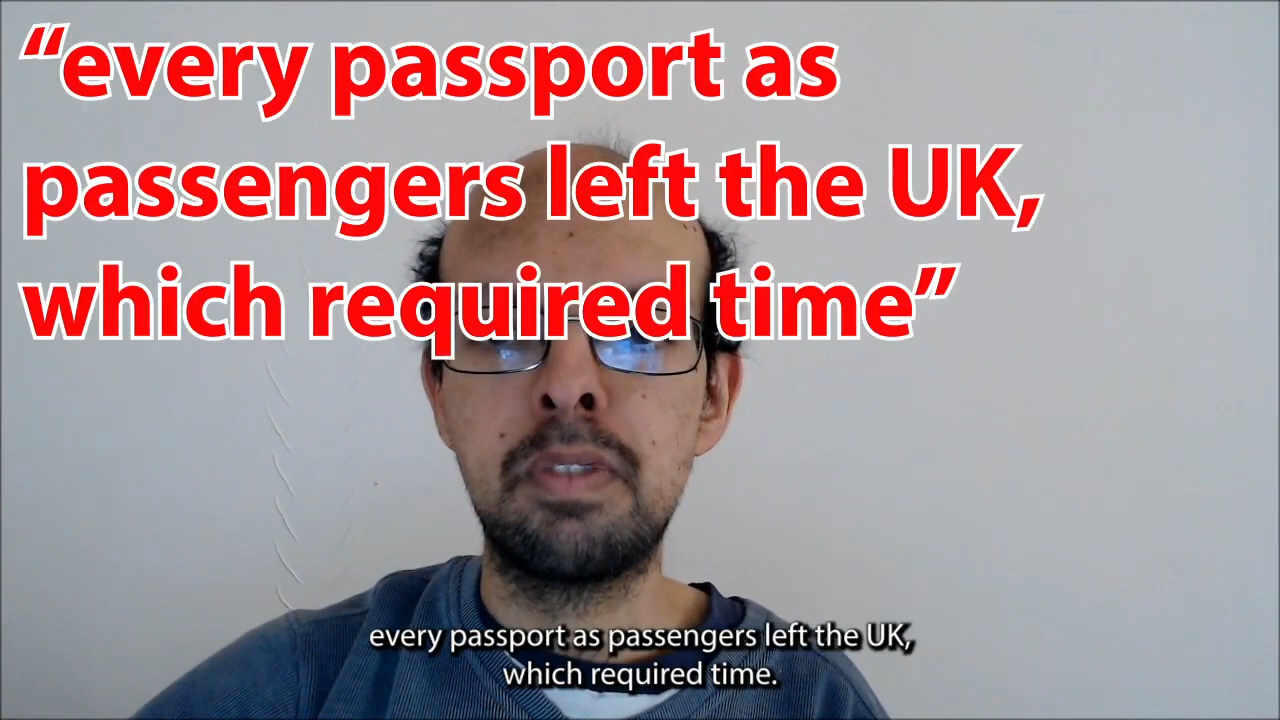 “every passport as
passengers left the UK,
which required time”
every passport as passengers left the UK,
which required time.